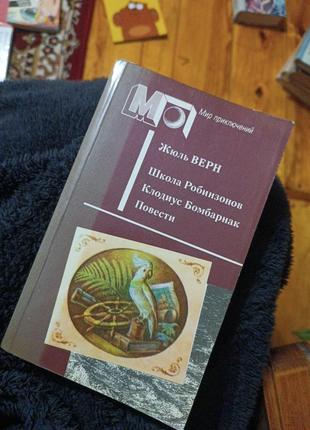 МП
Мир приключений
Жюль ВЕРН
Школа Робинзонов
Клодиус Бомбарнак
Повести